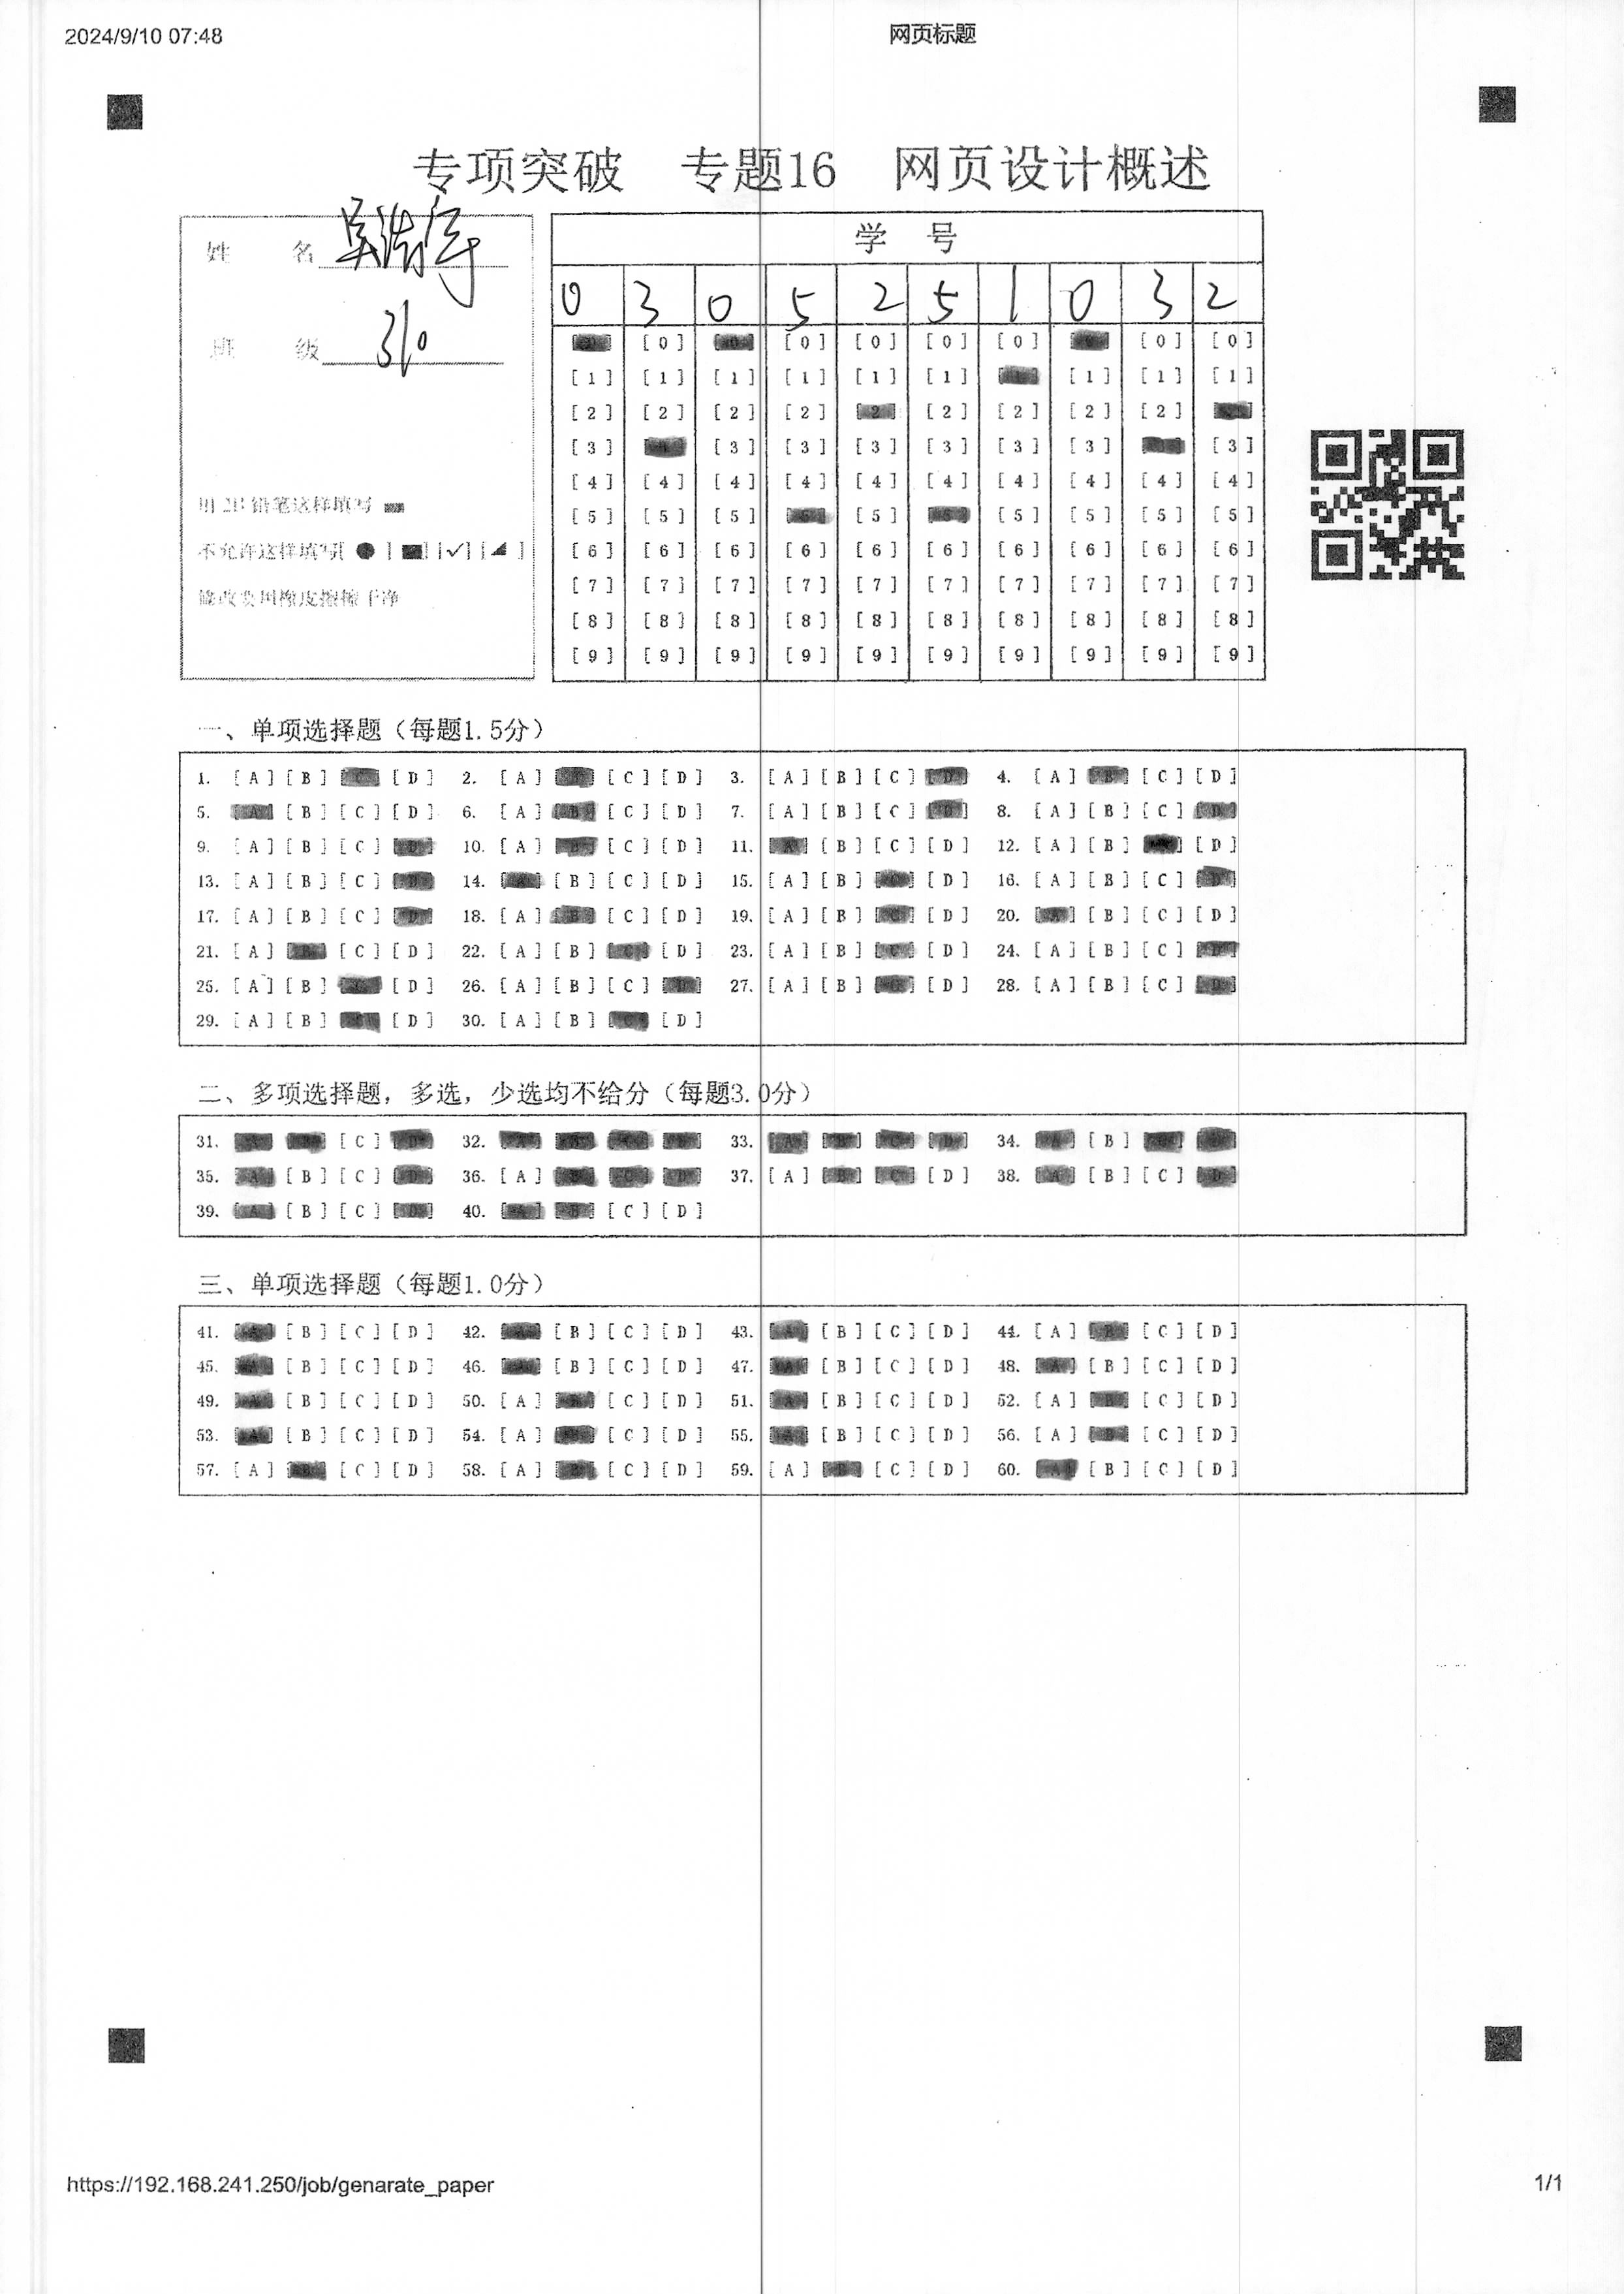 2024/9/10 07:48 网页标题
专项突破 专题16 网页设计概述
姓 名 吴
班 级 310
学 号
0 3 0 5 2 5 1 0 3 2
[0] [0] [0] [0] [0] [0] [0]
[1] [1] [1] [1] [1] [1] [1] [1] [1]
[2] [2] [2] [2] [2] [2] [2] [2] [2]
[3] [3] [3] [3] [3] [3] [3] [3]
[4] [4] [4] [4] [4] [4] [4] [4] [4] [4]
[5] [5] [5] [5] [5] [5] [5] [5]
[6] [6] [6] [6] [6] [6] [6] [6] [6] [6]
[7] [7] [7] [7] [7] [7] [7] [7] [7] [7]
[8] [8] [8] [8] [8] [8] [8] [8] [8] [8]
[9] [9] [9] [9] [9] [9] [9] [9] [9] [9]
用 2B 铅笔这样填写
不允许这样填写[ ] [ ] [✓] [ ]
修改要用橡皮擦擦干净
一、单项选择题（每题1.5分）
1. [A] [B] [D] 2. [A] [C] [D] 3. [A] [B] [C] [D] 4. [A] [B] [C] [D]
5. [A] [B] [C] [D] 6. [A] [B] [C] [D] 7. [A] [B] [C] [D] 8. [A] [B] [C] [D]
9. [A] [B] [C] [D] 10. [A] [B] [C] [D] 11. [A] [B] [C] [D] 12. [A] [B] [D]
13. [A] [B] [C] [D] 14. [A] [B] [C] [D] 15. [A] [B] [C] [D] 16. [A] [B] [C] [D]
17. [A] [B] [C] [D] 18. [A] [B] [C] [D] 19. [A] [B] [C] [D] 20. [A] [B] [C] [D]
21. [A] [B] [C] [D] 22. [A] [B] [C] [D] 23. [A] [B] [C] [D] 24. [A] [B] [C] [D]
25. [A] [B] [C] [D] 26. [A] [B] [C] [D] 27. [A] [B] [C] [D] 28. [A] [B] [C] [D]
29. [A] [B] [C] [D] 30. [A] [B] [C] [D]
二、多项选择题，多选，少选均不给分（每题3.0分）
31. [A] [B] [C] [D] 32. [A] [B] [C] [D] 33. [A] [B] [C] [D] 34. [A] [B] [C] [D]
35. [A] [B] [C] [D] 36. [A] [B] [C] [D] 37. [A] [B] [C] [D] 38. [A] [B] [C] [D]
39. [A] [B] [C] [D] 40. [A] [B] [C] [D]
三、单项选择题（每题1.0分）
41. [A] [B] [C] [D] 42. [A] [B] [C] [D] 43. [A] [B] [C] [D] 44. [A] [B] [C] [D]
45. [A] [B] [C] [D] 46. [A] [B] [C] [D] 47. [A] [B] [C] [D] 48. [A] [B] [C] [D]
49. [A] [B] [C] [D] 50. [A] [B] [C] [D] 51. [A] [B] [C] [D] 52. [A] [B] [C] [D]
53. [A] [B] [C] [D] 54. [A] [B] [C] [D] 55. [A] [B] [C] [D] 56. [A] [B] [C] [D]
57. [A] [B] [C] [D] 58. [A] [B] [C] [D] 59. [A] [B] [C] [D] 60. [A] [B] [C] [D]
https://192.168.241.250/job/genarate_paper 1/1